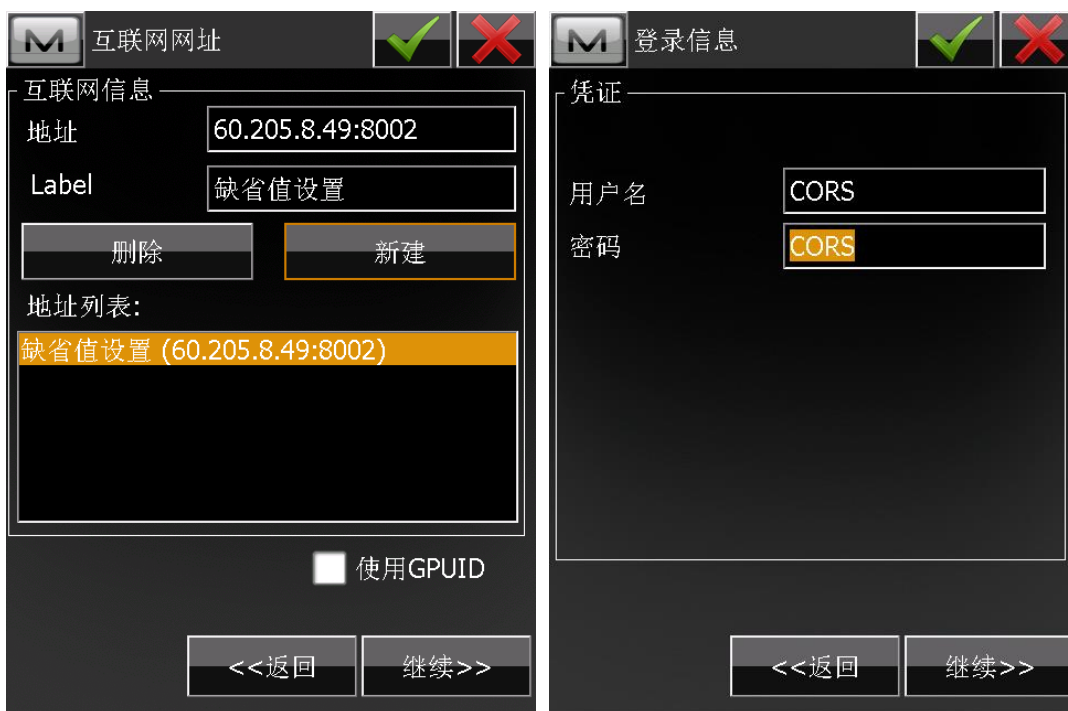 互联网网址
互联网信息
地址 60.205.8.49:8002
Label 缺省值设置
删除 新建
地址列表:
缺省值设置 (60.205.8.49:8002)
使用GPUID
<<返回 继续>>
登录信息
凭证
用户名 CORS
密码 CORS
<<返回 继续>>